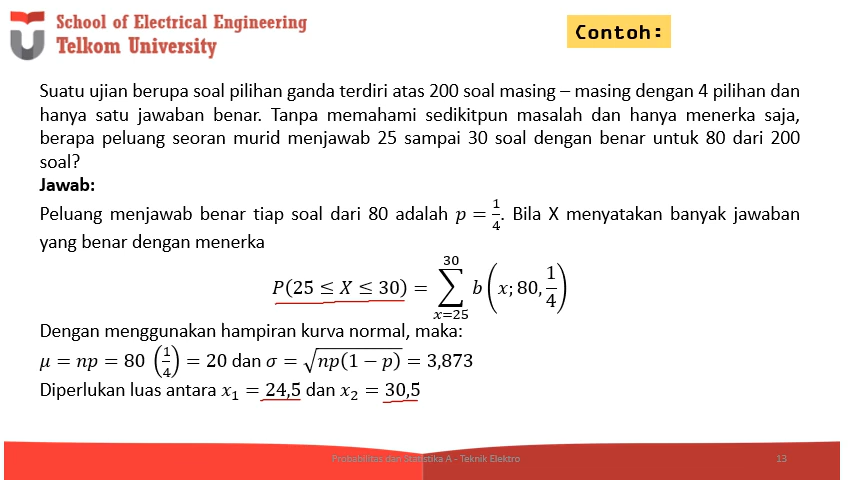 School of Electrical Engineering
Telkom University
Contoh:
Suatu ujian berupa soal pilihan ganda terdiri atas 200 soal masing – masing dengan 4 pilihan dan
hanya satu jawaban benar. Tanpa memahami sedikitpun masalah dan hanya menerka saja,
berapa peluang seoran murid menjawab 25 sampai 30 soal dengan benar untuk 80 dari 200
soal?
Jawab:
Peluang menjawab benar tiap soal dari 80 adalah p = 1/4. Bila X menyatakan banyak jawaban
yang benar dengan menerka
P(25 ≤ X ≤ 30) = ∑_{x=25}^{30} b(x; 80, 1/4)
Dengan menggunakan hampiran kurva normal, maka:
μ = np = 80 (1/4) = 20 dan σ = √np(1 − p) = 3,873
Diperlukan luas antara x₁ = 24,5 dan x₂ = 30,5
Probabilitas dan Statistika A - Teknik Elektro
13